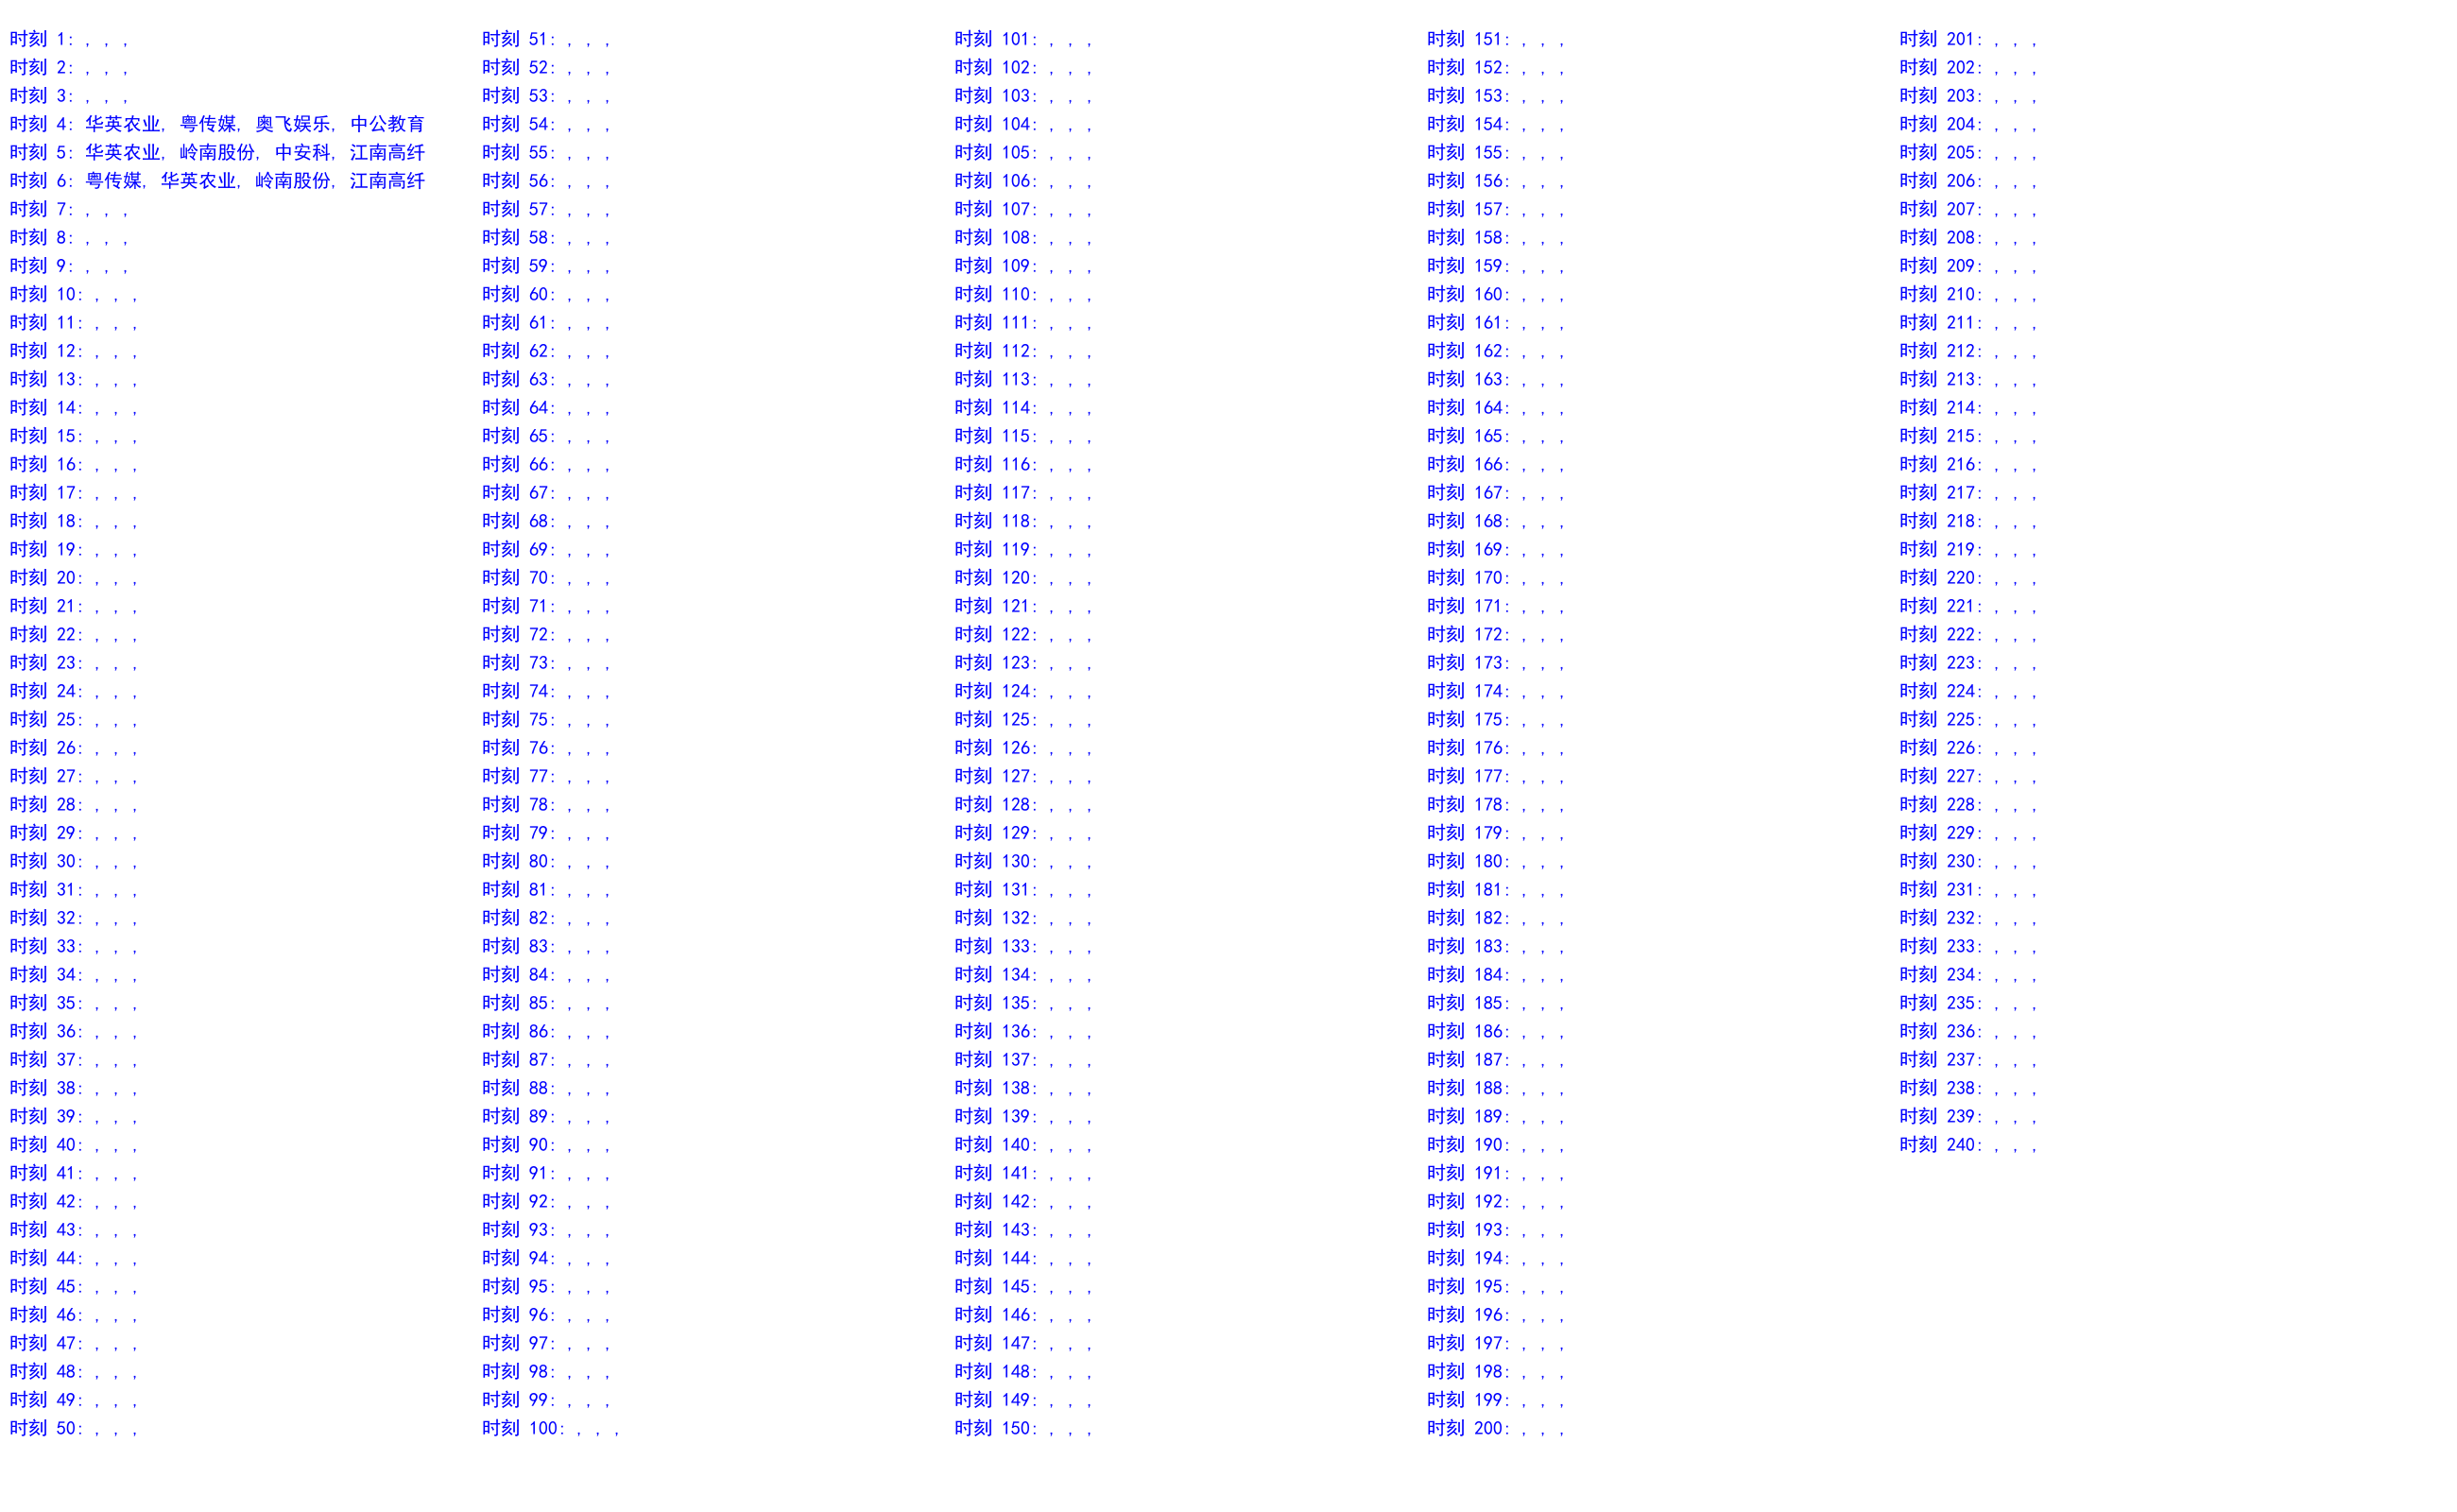 时刻 1: , , ,
时刻 2: , , ,
时刻 3: , , ,
时刻 4: 华英农业, 粤传媒, 奥飞娱乐, 中公教育
时刻 5: 华英农业, 岭南股份, 中安科, 江南高纤
时刻 6: 粤传媒, 华英农业, 岭南股份, 江南高纤
时刻 7: , , ,
时刻 8: , , ,
时刻 9: , , ,
时刻 10: , , ,
时刻 11: , , ,
时刻 12: , , ,
时刻 13: , , ,
时刻 14: , , ,
时刻 15: , , ,
时刻 16: , , ,
时刻 17: , , ,
时刻 18: , , ,
时刻 19: , , ,
时刻 20: , , ,
时刻 21: , , ,
时刻 22: , , ,
时刻 23: , , ,
时刻 24: , , ,
时刻 25: , , ,
时刻 26: , , ,
时刻 27: , , ,
时刻 28: , , ,
时刻 29: , , ,
时刻 30: , , ,
时刻 31: , , ,
时刻 32: , , ,
时刻 33: , , ,
时刻 34: , , ,
时刻 35: , , ,
时刻 36: , , ,
时刻 37: , , ,
时刻 38: , , ,
时刻 39: , , ,
时刻 40: , , ,
时刻 41: , , ,
时刻 42: , , ,
时刻 43: , , ,
时刻 44: , , ,
时刻 45: , , ,
时刻 46: , , ,
时刻 47: , , ,
时刻 48: , , ,
时刻 49: , , ,
时刻 50: , , ,
时刻 51: , , ,
时刻 52: , , ,
时刻 53: , , ,
时刻 54: , , ,
时刻 55: , , ,
时刻 56: , , ,
时刻 57: , , ,
时刻 58: , , ,
时刻 59: , , ,
时刻 60: , , ,
时刻 61: , , ,
时刻 62: , , ,
时刻 63: , , ,
时刻 64: , , ,
时刻 65: , , ,
时刻 66: , , ,
时刻 67: , , ,
时刻 68: , , ,
时刻 69: , , ,
时刻 70: , , ,
时刻 71: , , ,
时刻 72: , , ,
时刻 73: , , ,
时刻 74: , , ,
时刻 75: , , ,
时刻 76: , , ,
时刻 77: , , ,
时刻 78: , , ,
时刻 79: , , ,
时刻 80: , , ,
时刻 81: , , ,
时刻 82: , , ,
时刻 83: , , ,
时刻 84: , , ,
时刻 85: , , ,
时刻 86: , , ,
时刻 87: , , ,
时刻 88: , , ,
时刻 89: , , ,
时刻 90: , , ,
时刻 91: , , ,
时刻 92: , , ,
时刻 93: , , ,
时刻 94: , , ,
时刻 95: , , ,
时刻 96: , , ,
时刻 97: , , ,
时刻 98: , , ,
时刻 99: , , ,
时刻 100: , , ,
时刻 101: , , ,
时刻 102: , , ,
时刻 103: , , ,
时刻 104: , , ,
时刻 105: , , ,
时刻 106: , , ,
时刻 107: , , ,
时刻 108: , , ,
时刻 109: , , ,
时刻 110: , , ,
时刻 111: , , ,
时刻 112: , , ,
时刻 113: , , ,
时刻 114: , , ,
时刻 115: , , ,
时刻 116: , , ,
时刻 117: , , ,
时刻 118: , , ,
时刻 119: , , ,
时刻 120: , , ,
时刻 121: , , ,
时刻 122: , , ,
时刻 123: , , ,
时刻 124: , , ,
时刻 125: , , ,
时刻 126: , , ,
时刻 127: , , ,
时刻 128: , , ,
时刻 129: , , ,
时刻 130: , , ,
时刻 131: , , ,
时刻 132: , , ,
时刻 133: , , ,
时刻 134: , , ,
时刻 135: , , ,
时刻 136: , , ,
时刻 137: , , ,
时刻 138: , , ,
时刻 139: , , ,
时刻 140: , , ,
时刻 141: , , ,
时刻 142: , , ,
时刻 143: , , ,
时刻 144: , , ,
时刻 145: , , ,
时刻 146: , , ,
时刻 147: , , ,
时刻 148: , , ,
时刻 149: , , ,
时刻 150: , , ,
时刻 151: , , ,
时刻 152: , , ,
时刻 153: , , ,
时刻 154: , , ,
时刻 155: , , ,
时刻 156: , , ,
时刻 157: , , ,
时刻 158: , , ,
时刻 159: , , ,
时刻 160: , , ,
时刻 161: , , ,
时刻 162: , , ,
时刻 163: , , ,
时刻 164: , , ,
时刻 165: , , ,
时刻 166: , , ,
时刻 167: , , ,
时刻 168: , , ,
时刻 169: , , ,
时刻 170: , , ,
时刻 171: , , ,
时刻 172: , , ,
时刻 173: , , ,
时刻 174: , , ,
时刻 175: , , ,
时刻 176: , , ,
时刻 177: , , ,
时刻 178: , , ,
时刻 179: , , ,
时刻 180: , , ,
时刻 181: , , ,
时刻 182: , , ,
时刻 183: , , ,
时刻 184: , , ,
时刻 185: , , ,
时刻 186: , , ,
时刻 187: , , ,
时刻 188: , , ,
时刻 189: , , ,
时刻 190: , , ,
时刻 191: , , ,
时刻 192: , , ,
时刻 193: , , ,
时刻 194: , , ,
时刻 195: , , ,
时刻 196: , , ,
时刻 197: , , ,
时刻 198: , , ,
时刻 199: , , ,
时刻 200: , , ,
时刻 201: , , ,
时刻 202: , , ,
时刻 203: , , ,
时刻 204: , , ,
时刻 205: , , ,
时刻 206: , , ,
时刻 207: , , ,
时刻 208: , , ,
时刻 209: , , ,
时刻 210: , , ,
时刻 211: , , ,
时刻 212: , , ,
时刻 213: , , ,
时刻 214: , , ,
时刻 215: , , ,
时刻 216: , , ,
时刻 217: , , ,
时刻 218: , , ,
时刻 219: , , ,
时刻 220: , , ,
时刻 221: , , ,
时刻 222: , , ,
时刻 223: , , ,
时刻 224: , , ,
时刻 225: , , ,
时刻 226: , , ,
时刻 227: , , ,
时刻 228: , , ,
时刻 229: , , ,
时刻 230: , , ,
时刻 231: , , ,
时刻 232: , , ,
时刻 233: , , ,
时刻 234: , , ,
时刻 235: , , ,
时刻 236: , , ,
时刻 237: , , ,
时刻 238: , , ,
时刻 239: , , ,
时刻 240: , , ,